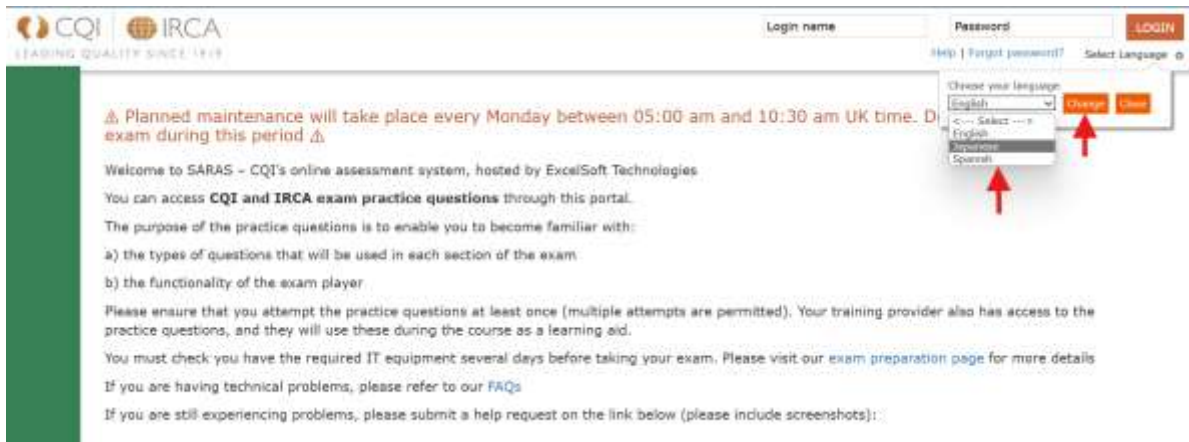 CQI IRCA
LEADING QUALITY SINCE 1919
Login name
Password
LOGIN
Help | Forgot password?
Select Language
Choose your language
English
Change
Close
<--- Select --->
English
Japanese
Spanish
⚠ Planned maintenance will take place every Monday between 05:00 am and 10:30 am UK time. D
exam during this period ⚠
Welcome to SARAS – CQI's online assessment system, hosted by ExcelSoft Technologies
You can access CQI and IRCA exam practice questions through this portal.
The purpose of the practice questions is to enable you to become familiar with:
a) the types of questions that will be used in each section of the exam
b) the functionality of the exam player
Please ensure that you attempt the practice questions at least once (multiple attempts are permitted). Your training provider also has access to the
practice questions, and they will use these during the course as a learning aid.
You must check you have the required IT equipment several days before taking your exam. Please visit our exam preparation page for more details
If you are having technical problems, please refer to our FAQs
If you are still experiencing problems, please submit a help request on the link below (please include screenshots):